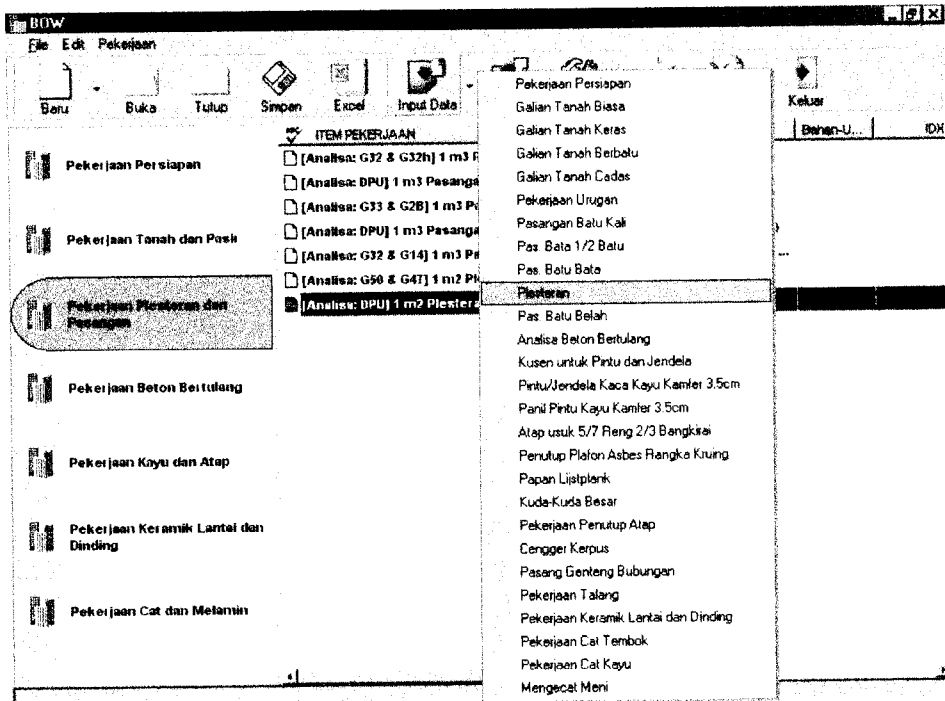 BOW
File Edit Pekerjaan
Baru Buka Tutup Simpan Excel Input Data Keluar
ITEM PEKERJAAN Bahan-U... IDX
[Analisa: G32 & G32h] 1 m3 P
[Analisa: DPU] 1 m3 Pasanga
[Analisa: G33 & G2B] 1 m3 Pa
[Analisa: DPU] 1 m3 Pasanga
[Analisa: G32 & G14] 1 m3 Pa
[Analisa: G50 & G47] 1 m2 Pl
[Analisa: DPU] 1 m2 Plestera
Pekerjaan Persiapan
Pekerjaan Tanah dan Pasir
Pekerjaan Plesteran dan
Pasangan
Pekerjaan Beton Bertulang
Pekerjaan Kayu dan Atap
Pekerjaan Keramik Lantai dan
Dinding
Pekerjaan Cat dan Melamin
Pekerjaan Persiapan
Galian Tanah Biasa
Galian Tanah Keras
Galian Tanah Berbatu
Galian Tanah Cadas
Pekerjaan Urugan
Pasangan Batu Kali
Pas. Bata 1/2 Batu
Pas. Batu Bata
Plesteran
Pas. Batu Belah
Analisa Beton Bertulang
Kusen untuk Pintu dan Jendela
Pintu/Jendela Kaca Kayu Kamfer 3.5cm
Panil Pintu Kayu Kamfer 3.5cm
Atap usuk 5/7 Reng 2/3 Bangkirai
Penutup Plafon Asbes Rangka Kruing
Papan Lijstplank
Kuda-Kuda Besar
Pekerjaan Penutup Atap
Cengger Kerpus
Pasang Genteng Bubungan
Pekerjaan Talang
Pekerjaan Keramik Lantai dan Dinding
Pekerjaan Cat Tembok
Pekerjaan Cat Kayu
Mengecat Meni